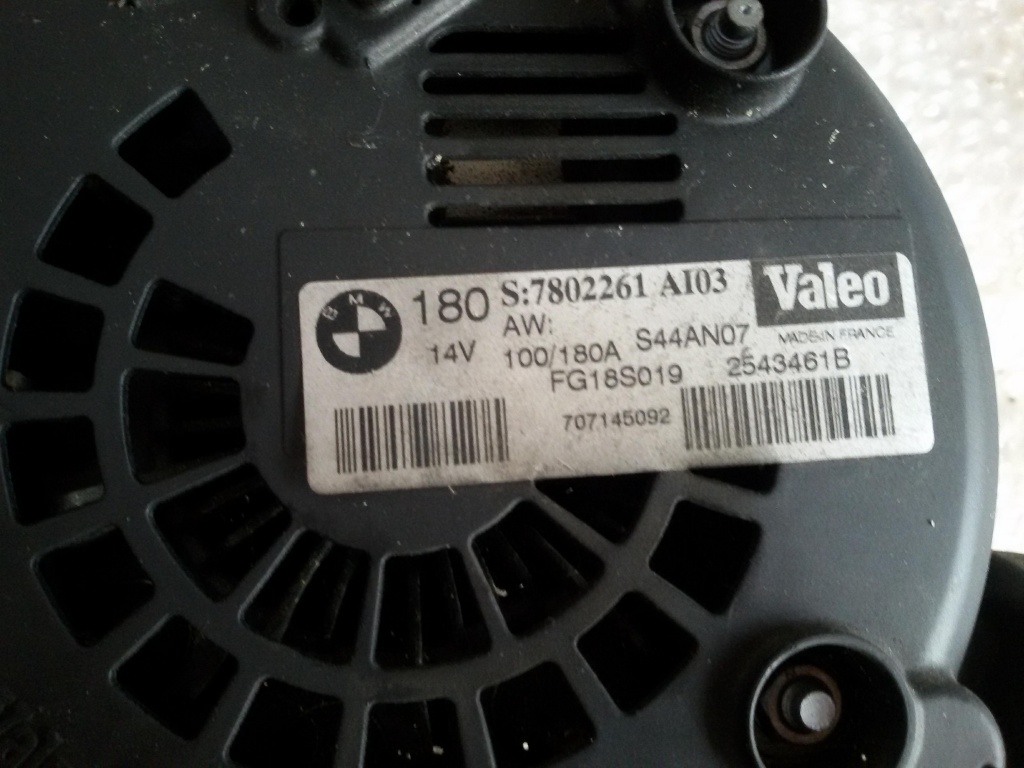 BMW
180 S:7802261 AI03 Valeo
AW:
MADE IN FRANCE
14V 100/180A S44AN07
FG18S019 2543461B
707145092